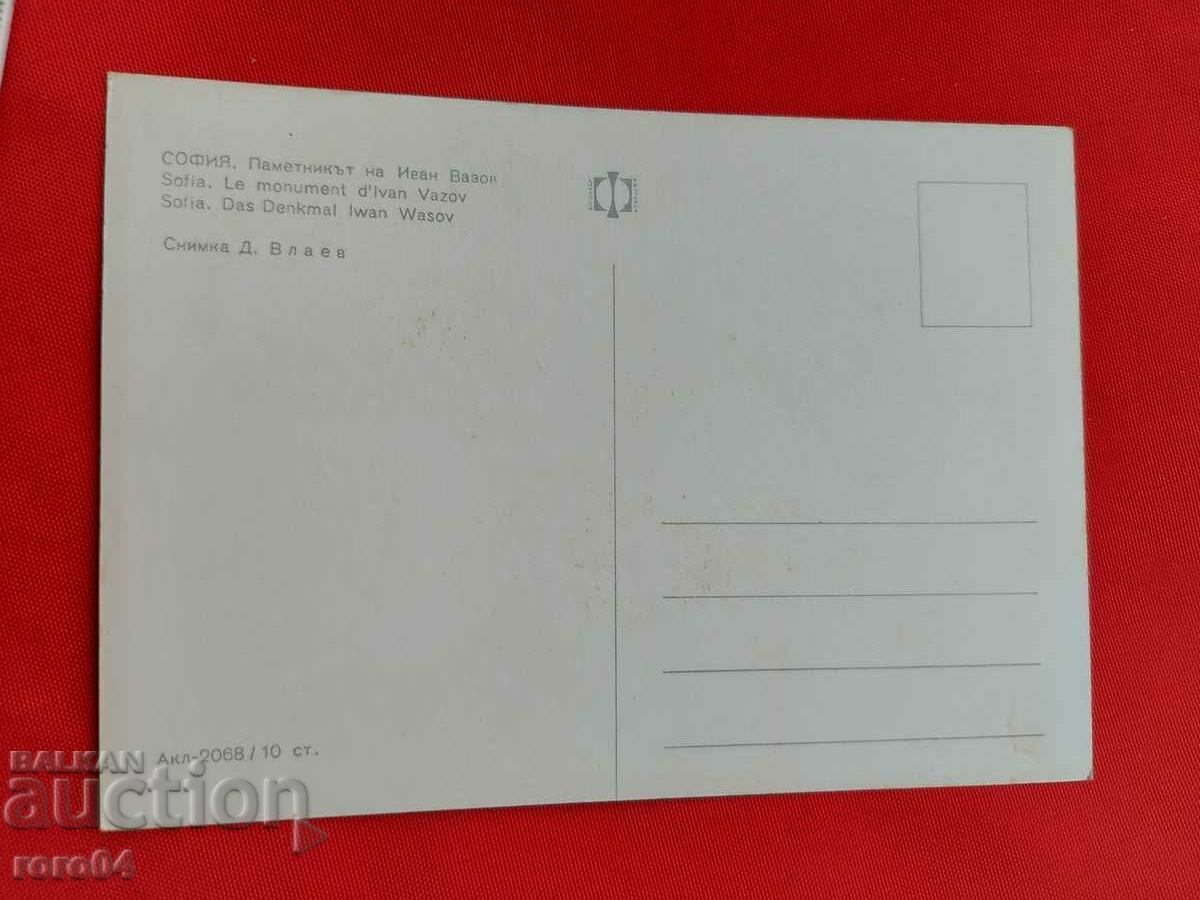 СОФИЯ. Паметникът на Иван Вазов
Sofia. Le monument d'Ivan Vazov
Sofia. Das Denkmal Iwan Wasov
Снимка Д. Влаев
Акл-2068/10 ст.
BALKAN
auction
roro04